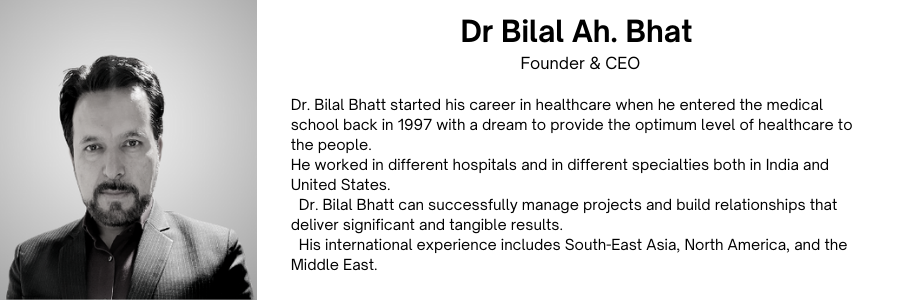 Dr Bilal Ah. Bhat
Founder & CEO
Dr. Bilal Bhatt started his career in healthcare when he entered the medical
school back in 1997 with a dream to provide the optimum level of healthcare to
the people.
He worked in different hospitals and in different specialties both in India and
United States.
Dr. Bilal Bhatt can successfully manage projects and build relationships that
deliver significant and tangible results.
His international experience includes South-East Asia, North America, and the
Middle East.